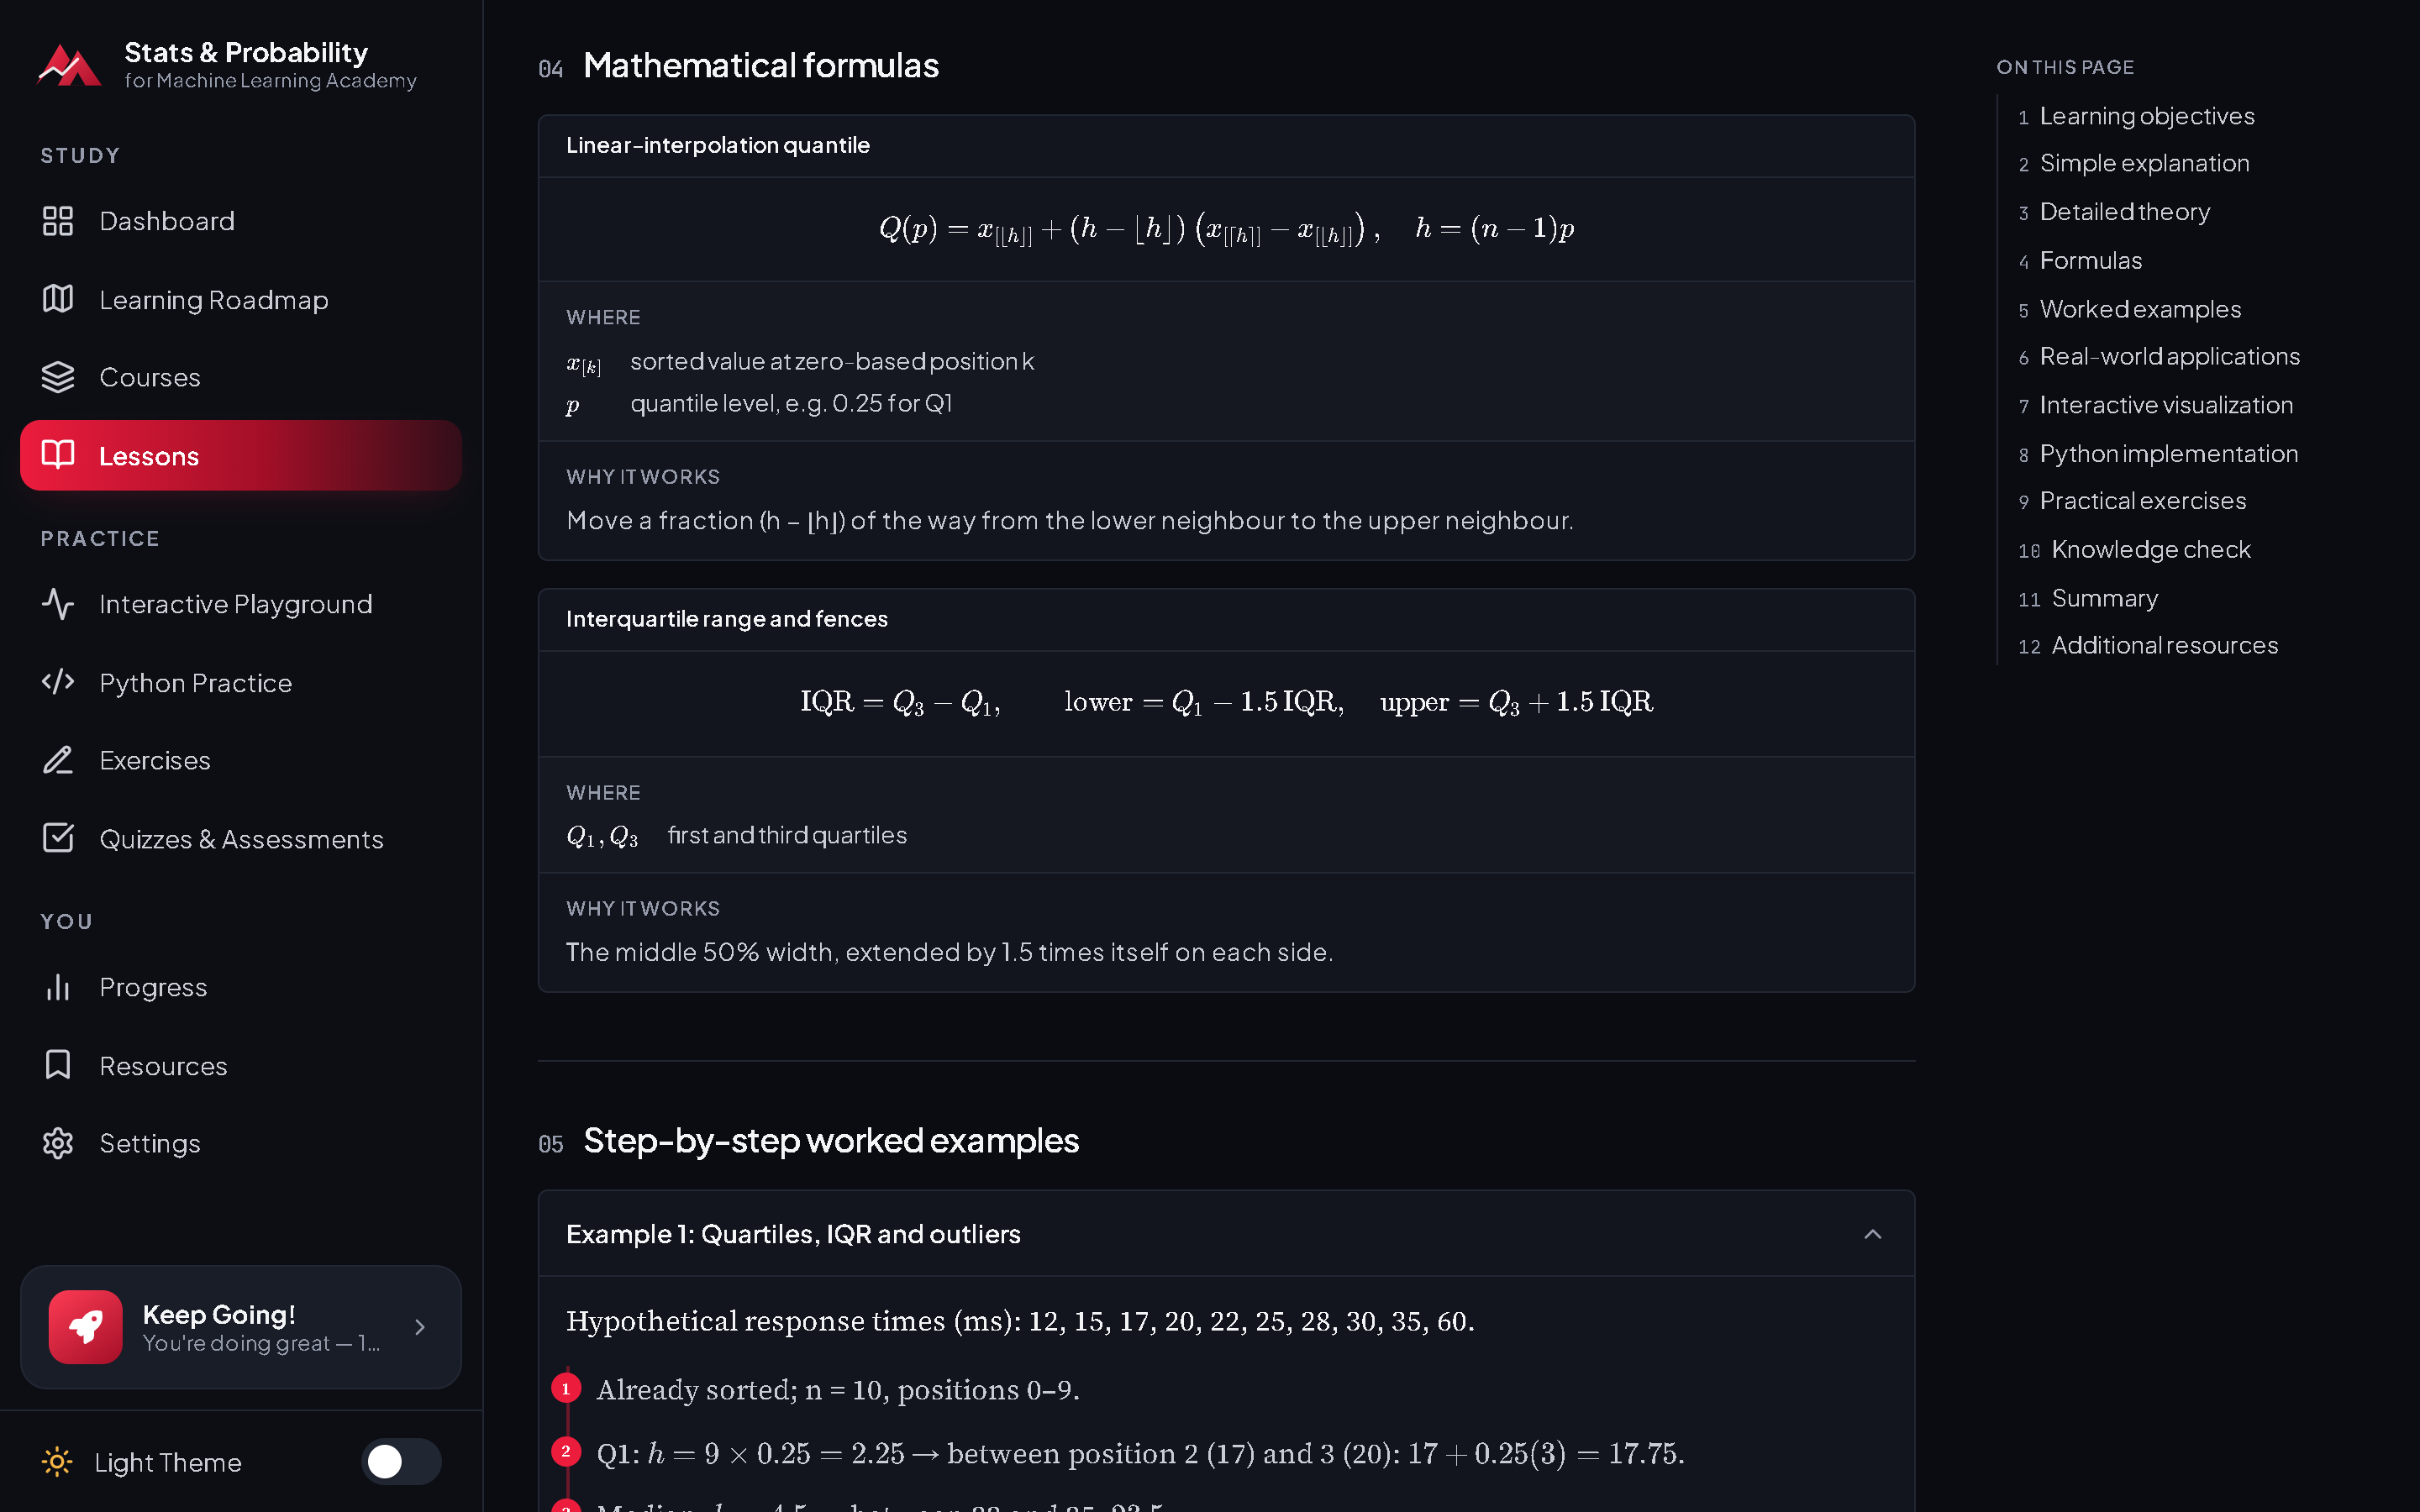 Stats & Probability
for Machine Learning Academy
STUDY
Dashboard
Learning Roadmap
Courses
Lessons
PRACTICE
Interactive Playground
Python Practice
Exercises
Quizzes & Assessments
YOU
Progress
Resources
Settings
Keep Going!
You're doing great — 1...
Light Theme
04 Mathematical formulas
Linear-interpolation quantile
Q(p) = x_{[⌊h⌋]} + (h − ⌊h⌋) (x_{[⌈h⌉]} − x_{[⌊h⌋]}) , h = (n − 1)p
WHERE
x_{[k]} sorted value at zero-based position k
p quantile level, e.g. 0.25 for Q1
WHY IT WORKS
Move a fraction (h − ⌊h⌋) of the way from the lower neighbour to the upper neighbour.
Interquartile range and fences
IQR = Q₃ − Q₁, lower = Q₁ − 1.5 IQR, upper = Q₃ + 1.5 IQR
WHERE
Q₁, Q₃ first and third quartiles
WHY IT WORKS
The middle 50% width, extended by 1.5 times itself on each side.
05 Step-by-step worked examples
Example 1: Quartiles, IQR and outliers
Hypothetical response times (ms): 12, 15, 17, 20, 22, 25, 28, 30, 35, 60.
1 Already sorted; n = 10, positions 0–9.
2 Q1: h = 9 × 0.25 = 2.25 → between position 2 (17) and 3 (20): 17 + 0.25(3) = 17.75.
ON THIS PAGE
1 Learning objectives
2 Simple explanation
3 Detailed theory
4 Formulas
5 Worked examples
6 Real-world applications
7 Interactive visualization
8 Python implementation
9 Practical exercises
10 Knowledge check
11 Summary
12 Additional resources